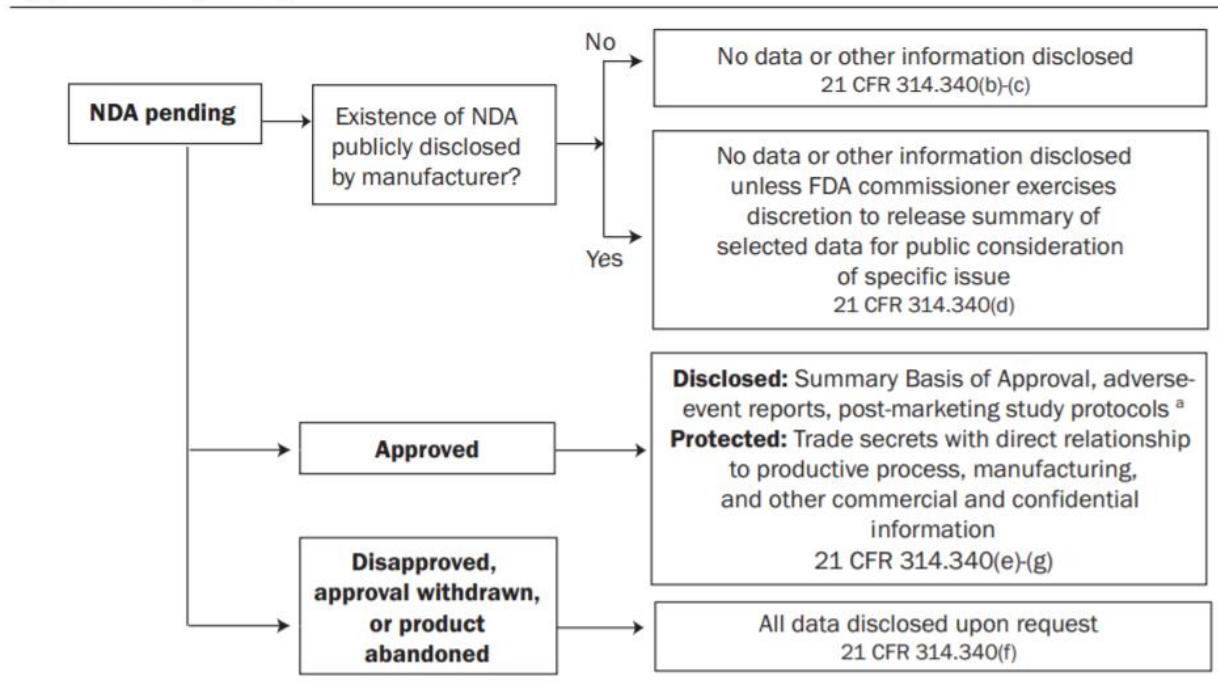 NDA pending
Existence of NDA
publicly disclosed
by manufacturer?
No
No data or other information disclosed
21 CFR 314.340(b)-(c)
Yes
No data or other information disclosed
unless FDA commissioner exercises
discretion to release summary of
selected data for public consideration
of specific issue
21 CFR 314.340(d)
Approved
Disclosed: Summary Basis of Approval, adverse-
event reports, post-marketing study protocols a
Protected: Trade secrets with direct relationship
to productive process, manufacturing,
and other commercial and confidential
information
21 CFR 314.340(e)-(g)
Disapproved,
approval withdrawn,
or product
abandoned
All data disclosed upon request
21 CFR 314.340(f)